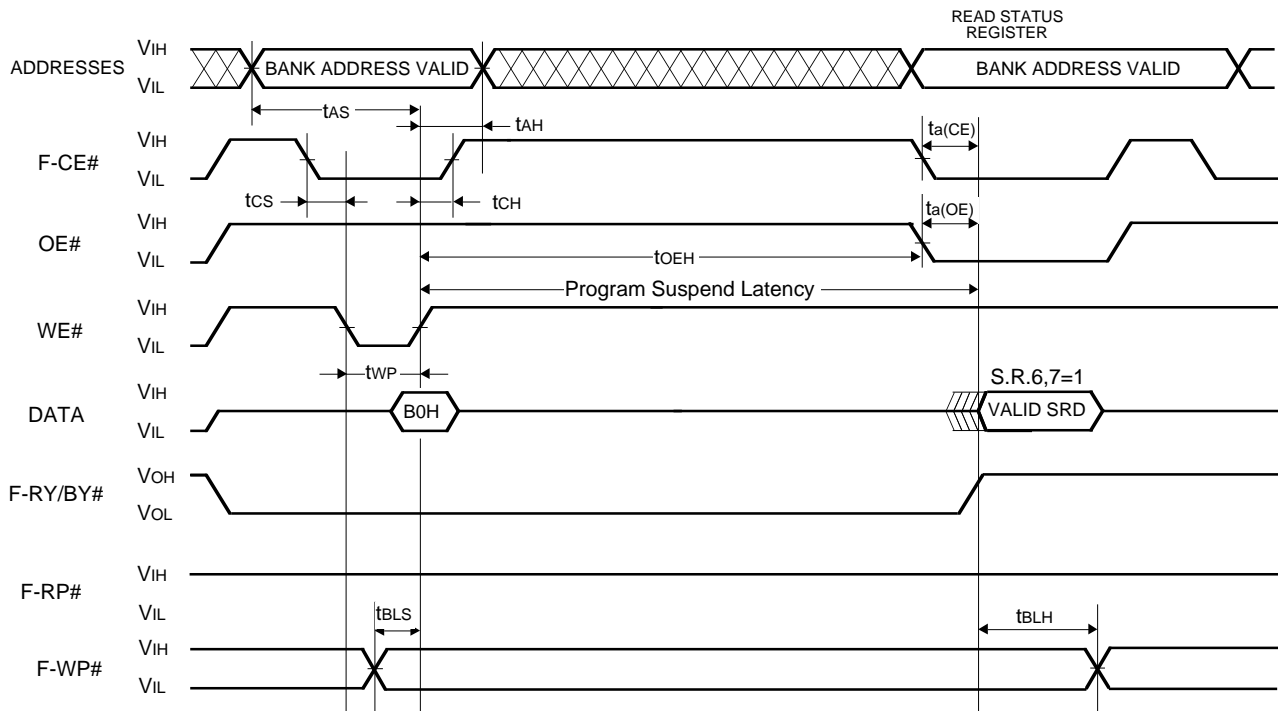 READ STATUS
REGISTER
ADDRESSES
VIH
VIL
BANK ADDRESS VALID
BANK ADDRESS VALID
tAS
tAH
ta(CE)
F-CE#
VIH
VIL
tCS
tCH
ta(OE)
OE#
VIH
VIL
tOEH
Program Suspend Latency
WE#
VIH
VIL
tWP
S.R.6,7=1
DATA
VIH
VIL
B0H
VALID SRD
F-RY/BY#
VOH
VOL
F-RP#
VIH
VIL
tBLS
tBLH
F-WP#
VIH
VIL